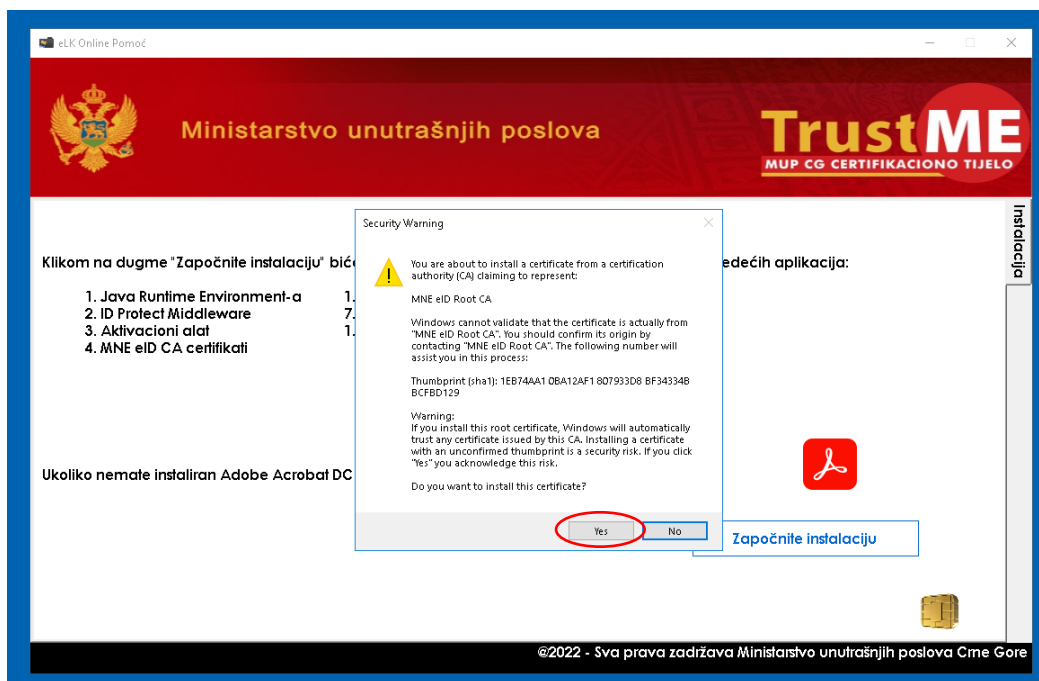 eLK Online Pomoć
Ministarstvo unutrašnjih poslova
TrustME
MUP CG CERTIFIKACIONO TIJELO
Instalacija
Klikom na dugme "Započnite instalaciju" biće
edećih aplikacija:
1. Java Runtime Environment-a 1.
2. ID Protect Middleware 7.
3. Aktivacioni alat 1.
4. MNE eID CA certifikati
Security Warning
You are about to install a certificate from a certification
authority (CA) claiming to represent:
MNE eID Root CA
Windows cannot validate that the certificate is actually from
"MNE eID Root CA". You should confirm its origin by
contacting "MNE eID Root CA". The following number will
assist you in this process:
Thumbprint (sha1): 1EB74AA1 0BA12AF1 807933D8 BF34334B
BCFBD129
Warning:
If you install this root certificate, Windows will automatically
trust any certificate issued by this CA. Installing a certificate
with an unconfirmed thumbprint is a security risk. If you click
"Yes" you acknowledge this risk.
Do you want to install this certificate?
Yes No
Ukoliko nemate instaliran Adobe Acrobat DC
Započnite instalaciju
©2022 - Sva prava zadržava Ministarstvo unutrašnjih poslova Crne Gore